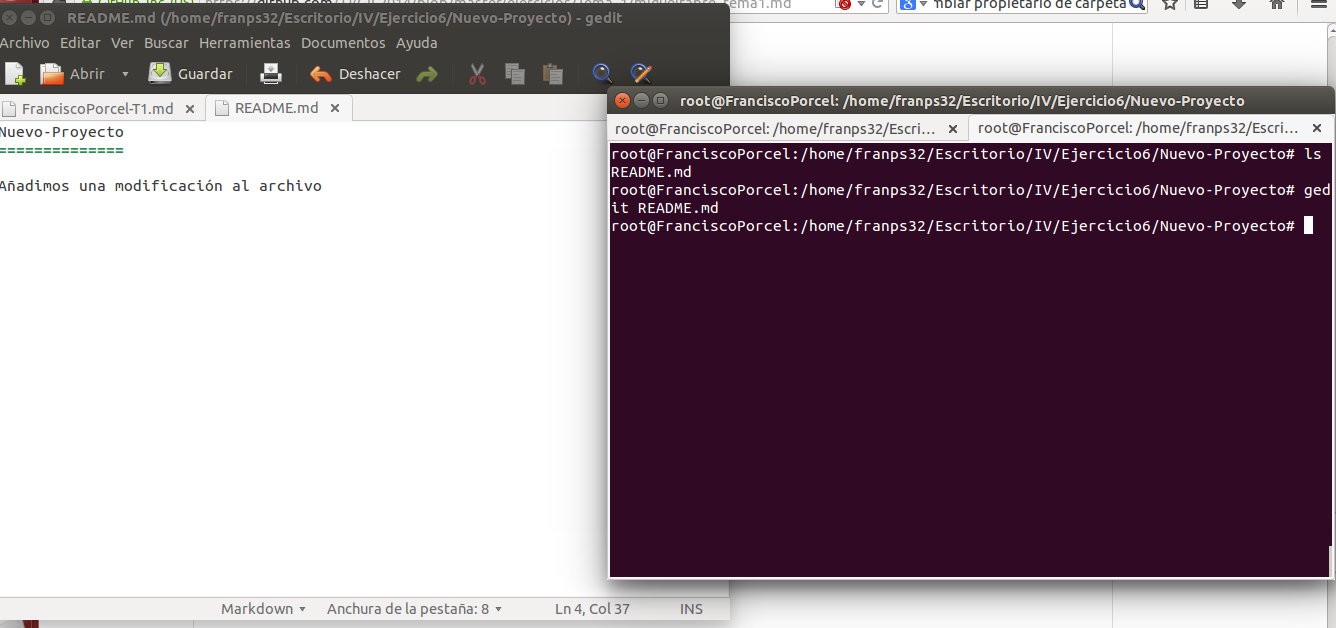 README.md (/home/franps32/Escritorio/IV/Ejercicio6/Nuevo-Proyecto) - gedit
Archivo Editar Ver Buscar Herramientas Documentos Ayuda
Abrir Guardar Deshacer
FranciscoPorcel-T1.md README.md
Nuevo-Proyecto
==============
Añadimos una modificación al archivo
Markdown Anchura de la pestaña: 8 Ln 4, Col 37 INS
mbiar propietario de carpeta
root@FranciscoPorcel: /home/franps32/Escritorio/IV/Ejercicio6/Nuevo-Proyecto
root@FranciscoPorcel: /home/franps32/Escri... root@FranciscoPorcel: /home/franps32/Escri...
root@FranciscoPorcel:/home/franps32/Escritorio/IV/Ejercicio6/Nuevo-Proyecto# ls
README.md
root@FranciscoPorcel:/home/franps32/Escritorio/IV/Ejercicio6/Nuevo-Proyecto# ged
it README.md
root@FranciscoPorcel:/home/franps32/Escritorio/IV/Ejercicio6/Nuevo-Proyecto#